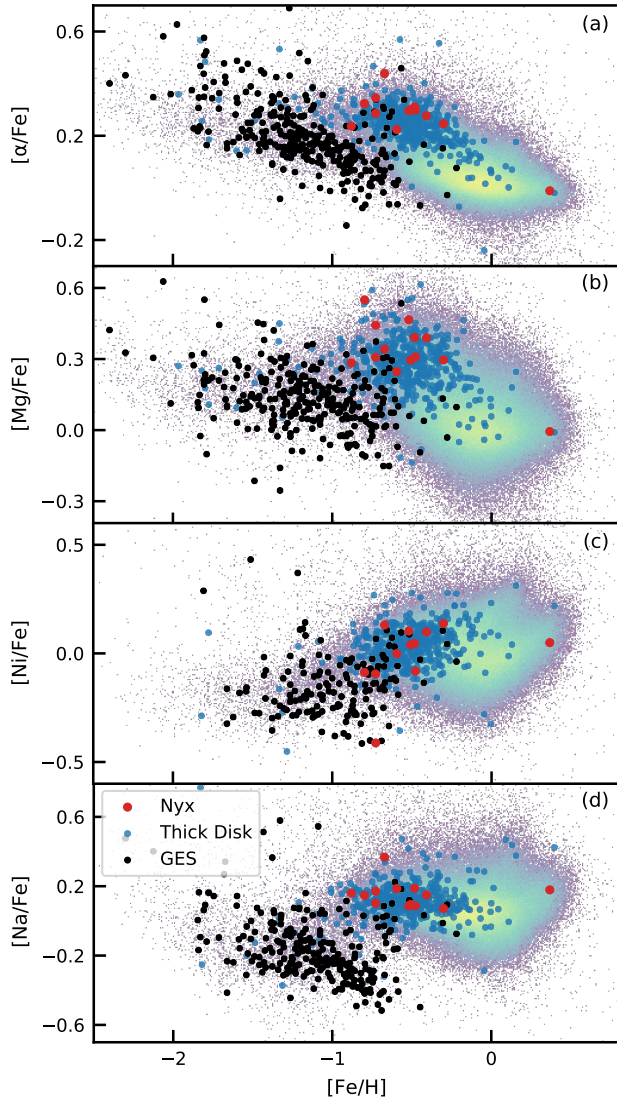 (a)
0.6
0.2
−0.2
[α/Fe]
(b)
0.6
0.3
0.0
−0.3
[Mg/Fe]
(c)
0.5
0.0
−0.5
[Ni/Fe]
(d)
0.6
0.2
−0.2
−0.6
[Na/Fe]
Nyx
Thick Disk
GES
−2
−1
0
[Fe/H]